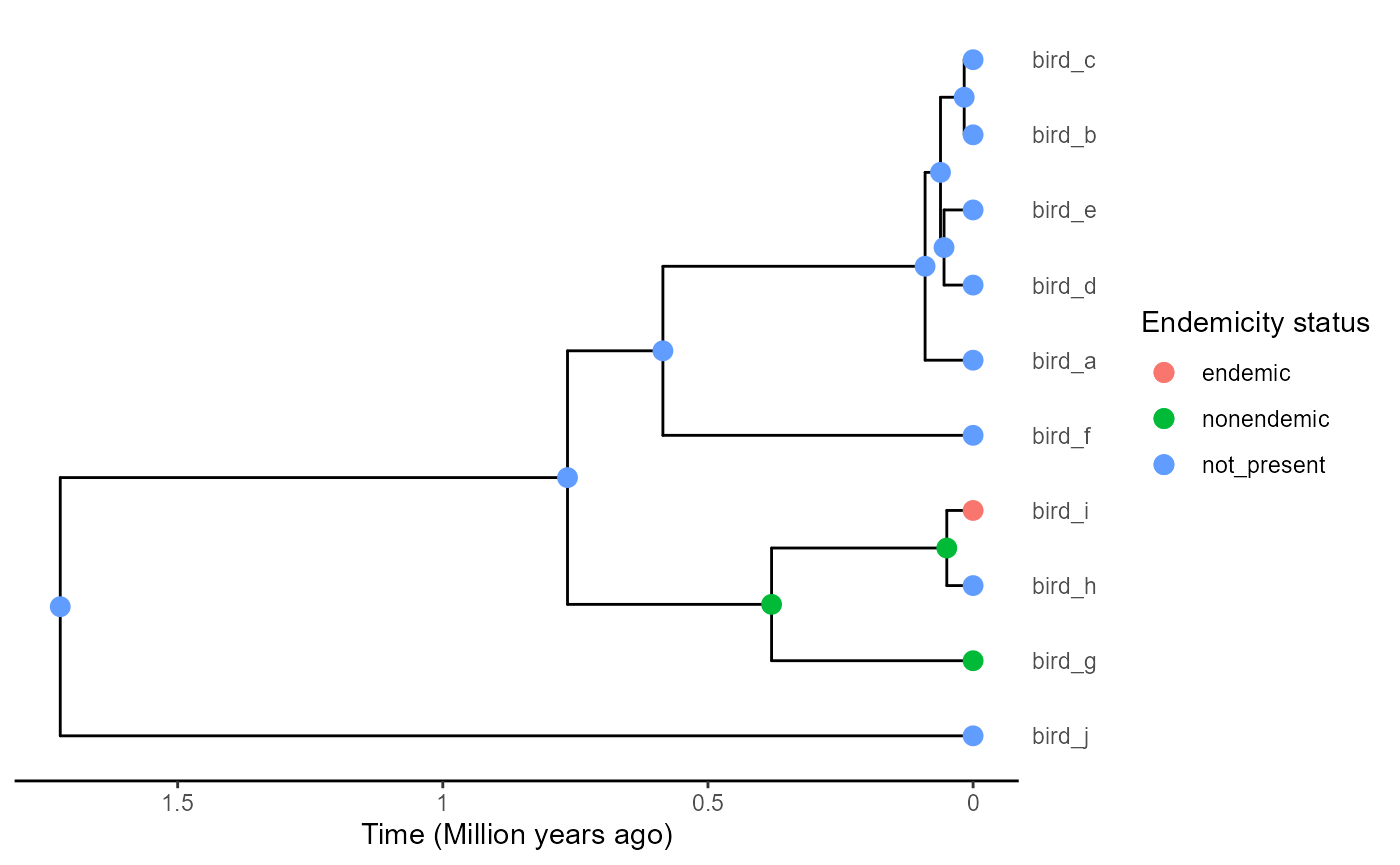 bird_c
bird_b
bird_e
bird_d
bird_a
bird_f
bird_i
bird_h
bird_g
bird_j
Endemicity status
endemic
nonendemic
not_present
1.5 1 0.5 0
Time (Million years ago)